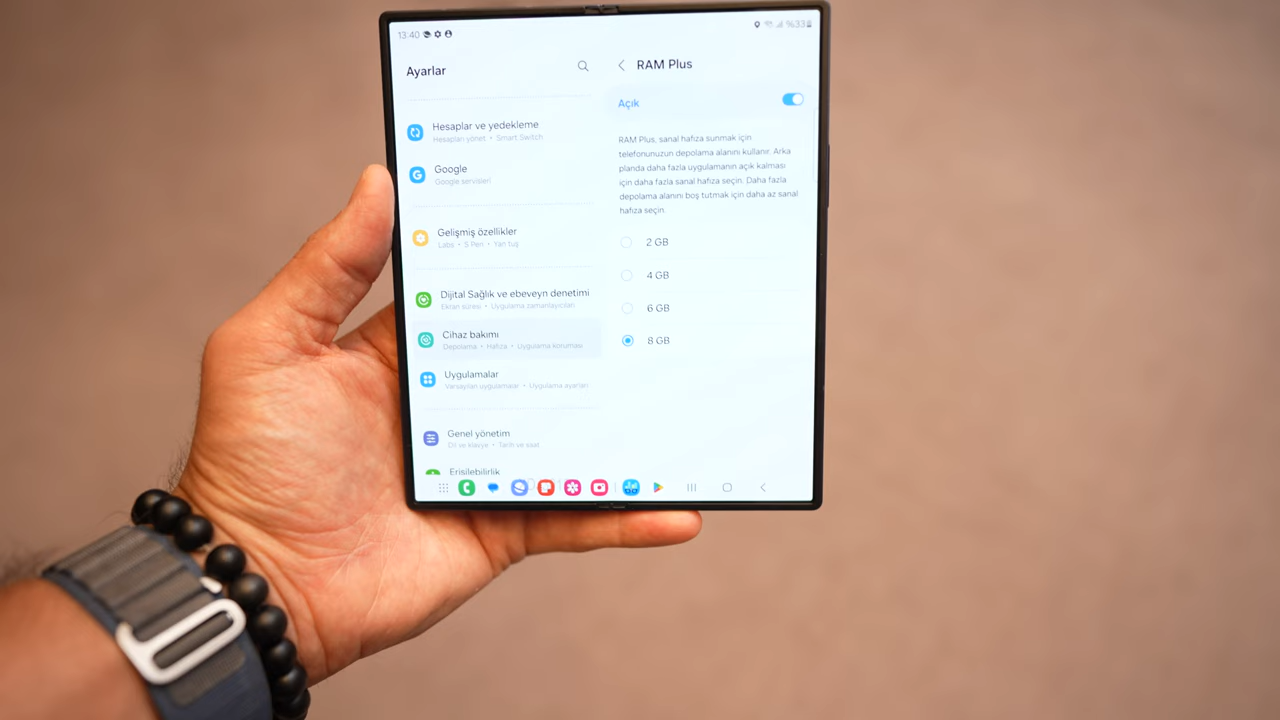 13:40
%33
Ayarlar
Hesaplar ve yedekleme
Hesapları yönet • Smart Switch
Google
Google servisleri
Gelişmiş özellikler
Labs • S Pen • Yan tuş
Dijital Sağlık ve ebeveyn denetimi
Ekran süresi • Uygulama zamanlayıcıları
Cihaz bakımı
Depolama • Hafıza • Uygulama koruması
Uygulamalar
Varsayılan uygulamalar • Uygulama ayarları
Genel yönetim
Dil ve klavye • Tarih ve saat
Erişilebilirlik
RAM Plus
Açık
RAM Plus, sanal hafıza sunmak için
telefonunuzun depolama alanını kullanır. Arka
planda daha fazla uygulamanın açık kalması
için daha fazla sanal hafıza seçin. Daha fazla
depolama alanını boş tutmak için daha az sanal
hafıza seçin.
2 GB
4 GB
6 GB
8 GB